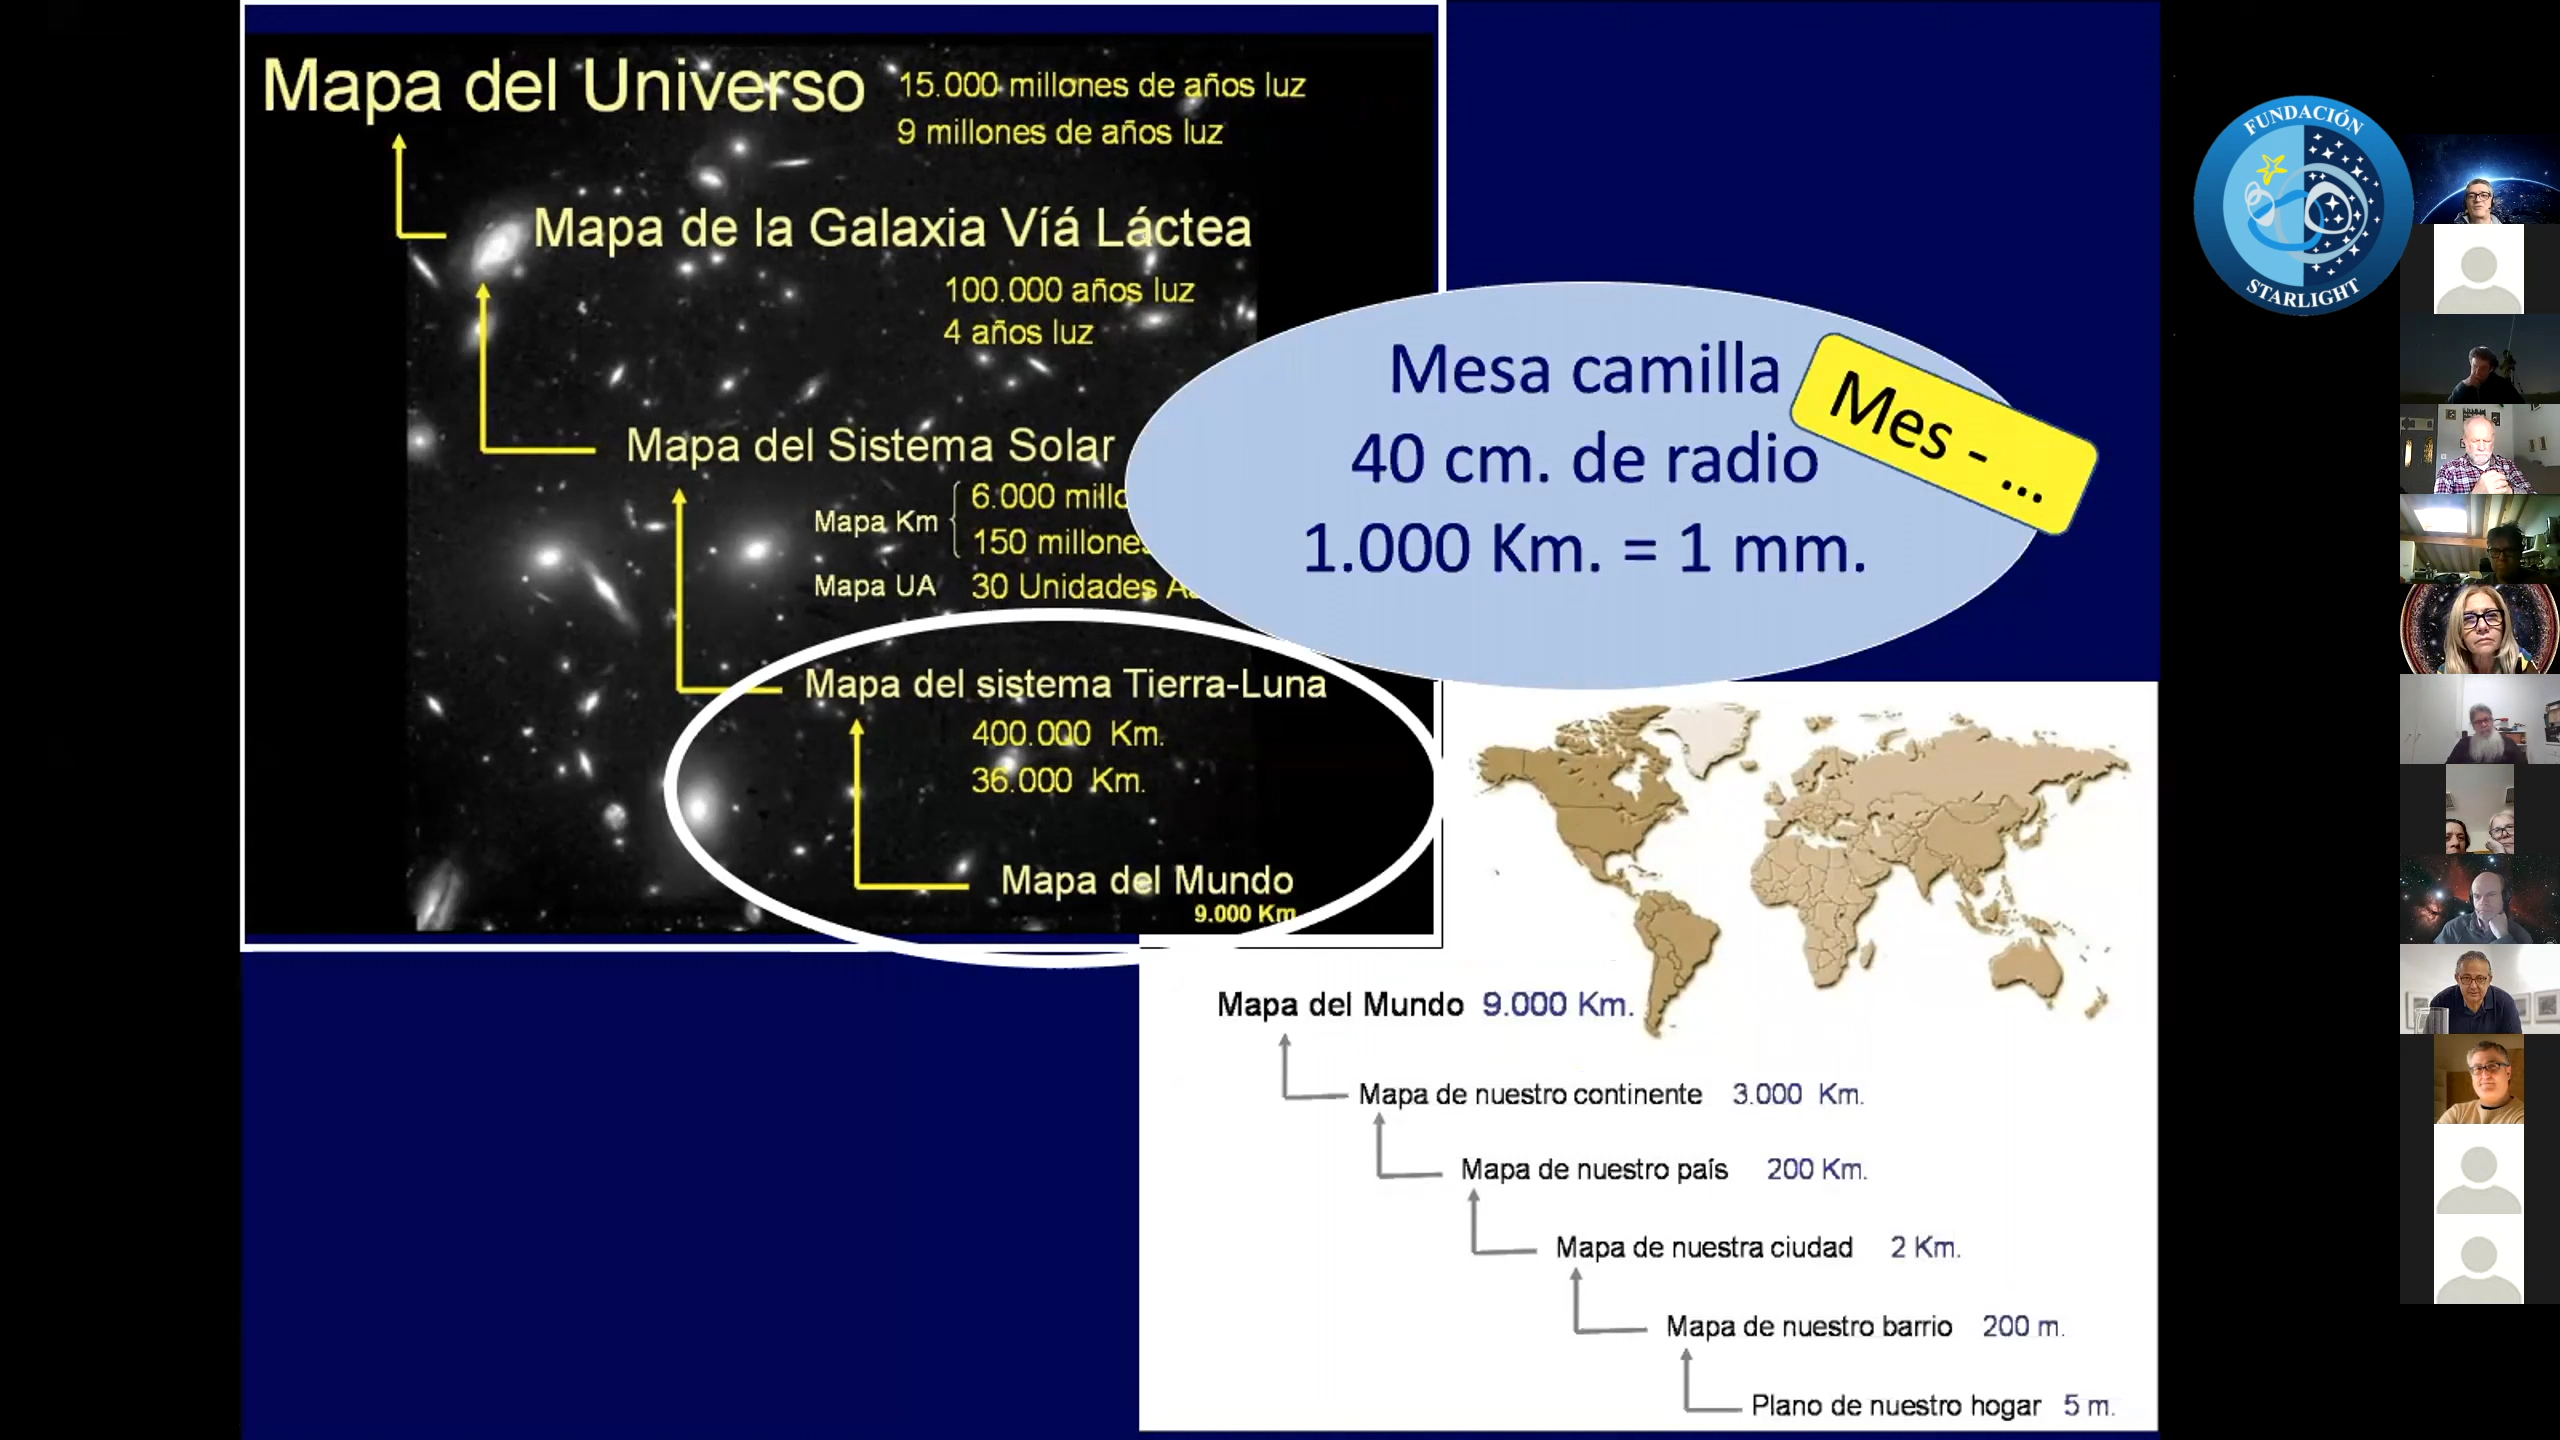 Mapa del Universo
15.000 millones de años luz
9 millones de años luz
Mapa de la Galaxia Víá Láctea
100.000 años luz
4 años luz
Mapa del Sistema Solar
Mapa Km
6.000 millo
150 millones
Mapa UA
30 Unidades A
Mapa del sistema Tierra-Luna
400.000 Km.
36.000 Km.
Mapa del Mundo
9.000 Km.
Mesa camilla
40 cm. de radio
1.000 Km. = 1 mm.
Mes - ...
Mapa del Mundo 9.000 Km.
Mapa de nuestro continente 3.000 Km.
Mapa de nuestro país 200 Km.
Mapa de nuestra ciudad 2 Km.
Mapa de nuestro barrio 200 m.
Plano de nuestro hogar 5 m.
FUNDACIÓN
STARLIGHT